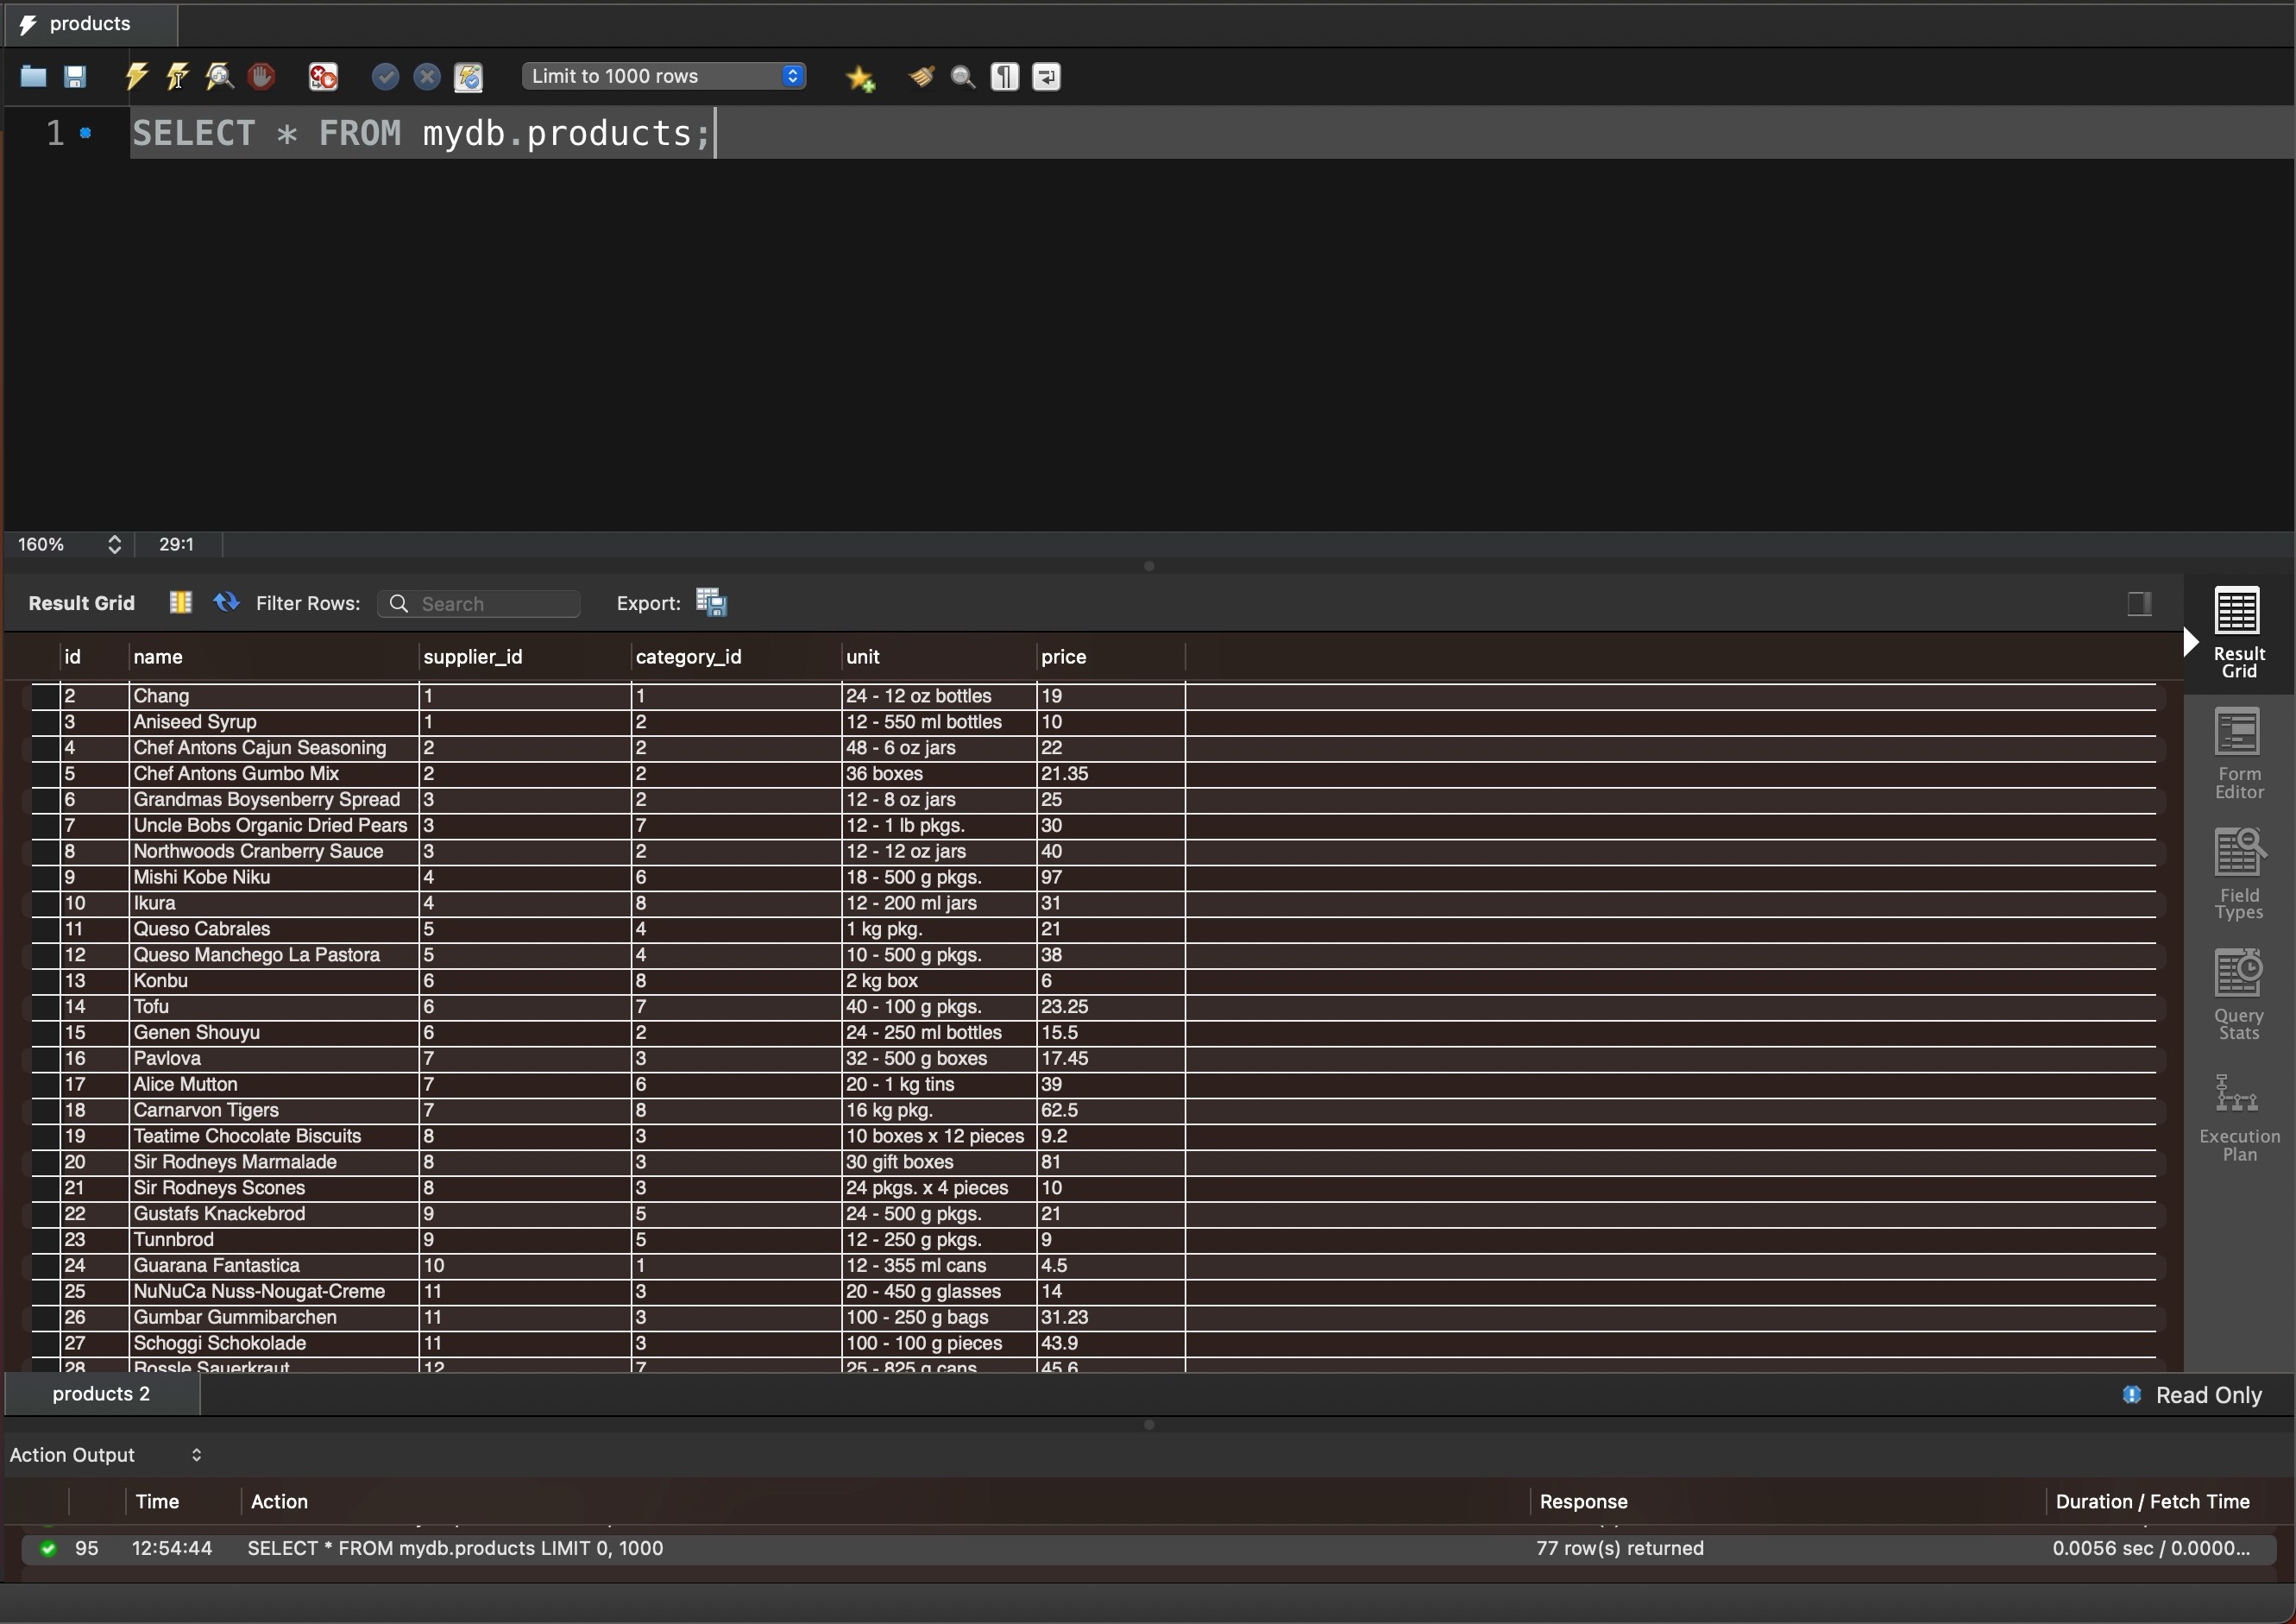 products
Limit to 1000 rows
1 SELECT * FROM mydb.products;
160% 29:1
Result Grid Filter Rows: Search Export:
id name supplier_id category_id unit price
2 Chang 1 1 24 - 12 oz bottles 19
3 Aniseed Syrup 1 2 12 - 550 ml bottles 10
4 Chef Antons Cajun Seasoning 2 2 48 - 6 oz jars 22
5 Chef Antons Gumbo Mix 2 2 36 boxes 21.35
6 Grandmas Boysenberry Spread 3 2 12 - 8 oz jars 25
7 Uncle Bobs Organic Dried Pears 3 7 12 - 1 lb pkgs. 30
8 Northwoods Cranberry Sauce 3 2 12 - 12 oz jars 40
9 Mishi Kobe Niku 4 6 18 - 500 g pkgs. 97
10 Ikura 4 8 12 - 200 ml jars 31
11 Queso Cabrales 5 4 1 kg pkg. 21
12 Queso Manchego La Pastora 5 4 10 - 500 g pkgs. 38
13 Konbu 6 8 2 kg box 6
14 Tofu 6 7 40 - 100 g pkgs. 23.25
15 Genen Shouyu 6 2 24 - 250 ml bottles 15.5
16 Pavlova 7 3 32 - 500 g boxes 17.45
17 Alice Mutton 7 6 20 - 1 kg tins 39
18 Carnarvon Tigers 7 8 16 kg pkg. 62.5
19 Teatime Chocolate Biscuits 8 3 10 boxes x 12 pieces 9.2
20 Sir Rodneys Marmalade 8 3 30 gift boxes 81
21 Sir Rodneys Scones 8 3 24 pkgs. x 4 pieces 10
22 Gustafs Knackebrod 9 5 24 - 500 g pkgs. 21
23 Tunnbrod 9 5 12 - 250 g pkgs. 9
24 Guarana Fantastica 10 1 12 - 355 ml cans 4.5
25 NuNuCa Nuss-Nougat-Creme 11 3 20 - 450 g glasses 14
26 Gumbar Gummibarchen 11 3 100 - 250 g bags 31.23
27 Schoggi Schokolade 11 3 100 - 100 g pieces 43.9
28 Rossle Sauerkraut 12 7 25 - 825 g cans 45.6
Result
Grid
Form
Editor
Field
Types
Query
Stats
Execution
Plan
products 2 Read Only
Action Output
Time Action Response Duration / Fetch Time
95 12:54:44 SELECT * FROM mydb.products LIMIT 0, 1000 77 row(s) returned 0.0056 sec / 0.0000...